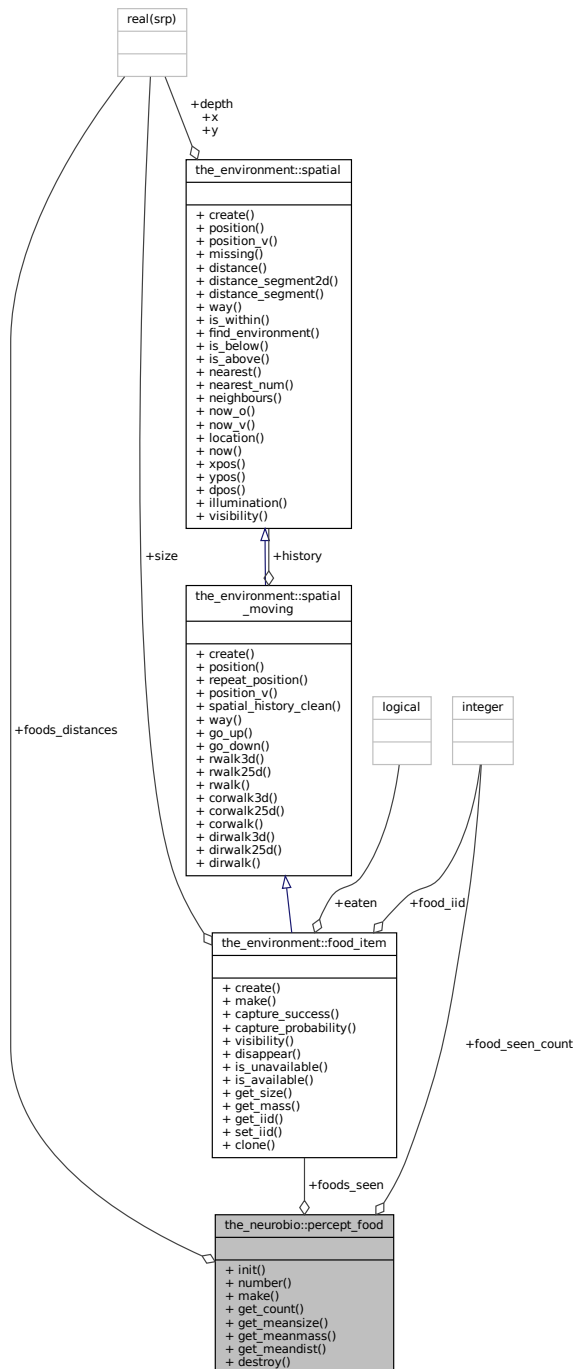 real(srp)
+depth
+x
+y
the_environment::spatial
+ create()
+ position()
+ position_v()
+ missing()
+ distance()
+ distance_segment2d()
+ distance_segment()
+ way()
+ is_within()
+ find_environment()
+ is_below()
+ is_above()
+ nearest()
+ nearest_num()
+ neighbours()
+ now_o()
+ now_v()
+ location()
+ now()
+ xpos()
+ ypos()
+ dpos()
+ illumination()
+ visibility()
+size
+history
the_environment::spatial
_moving
+ create()
+ position()
+ repeat_position()
+ position_v()
+ spatial_history_clean()
+ way()
+ go_up()
+ go_down()
+ rwalk3d()
+ rwalk25d()
+ rwalk()
+ corwalk3d()
+ corwalk25d()
+ corwalk()
+ dirwalk3d()
+ dirwalk25d()
+ dirwalk()
+foods_distances
logical
integer
+eaten
+food_iid
the_environment::food_item
+ create()
+ make()
+ capture_success()
+ capture_probability()
+ visibility()
+ disappear()
+ is_unavailable()
+ is_available()
+ get_size()
+ get_mass()
+ get_iid()
+ set_iid()
+ clone()
+food_seen_count
+foods_seen
the_neurobio::percept_food
+ init()
+ number()
+ make()
+ get_count()
+ get_meansize()
+ get_meanmass()
+ get_meandist()
+ destroy()